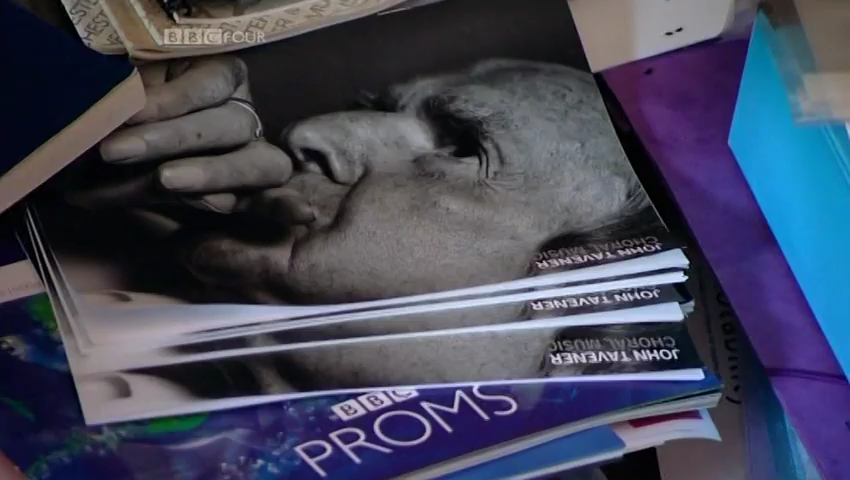 BBC FOUR
JOHN TAVENER
CHORAL MUSIC
JOHN TAVENER
JOHN TAVENER
CHORAL MUSIC
BBC
PROMS